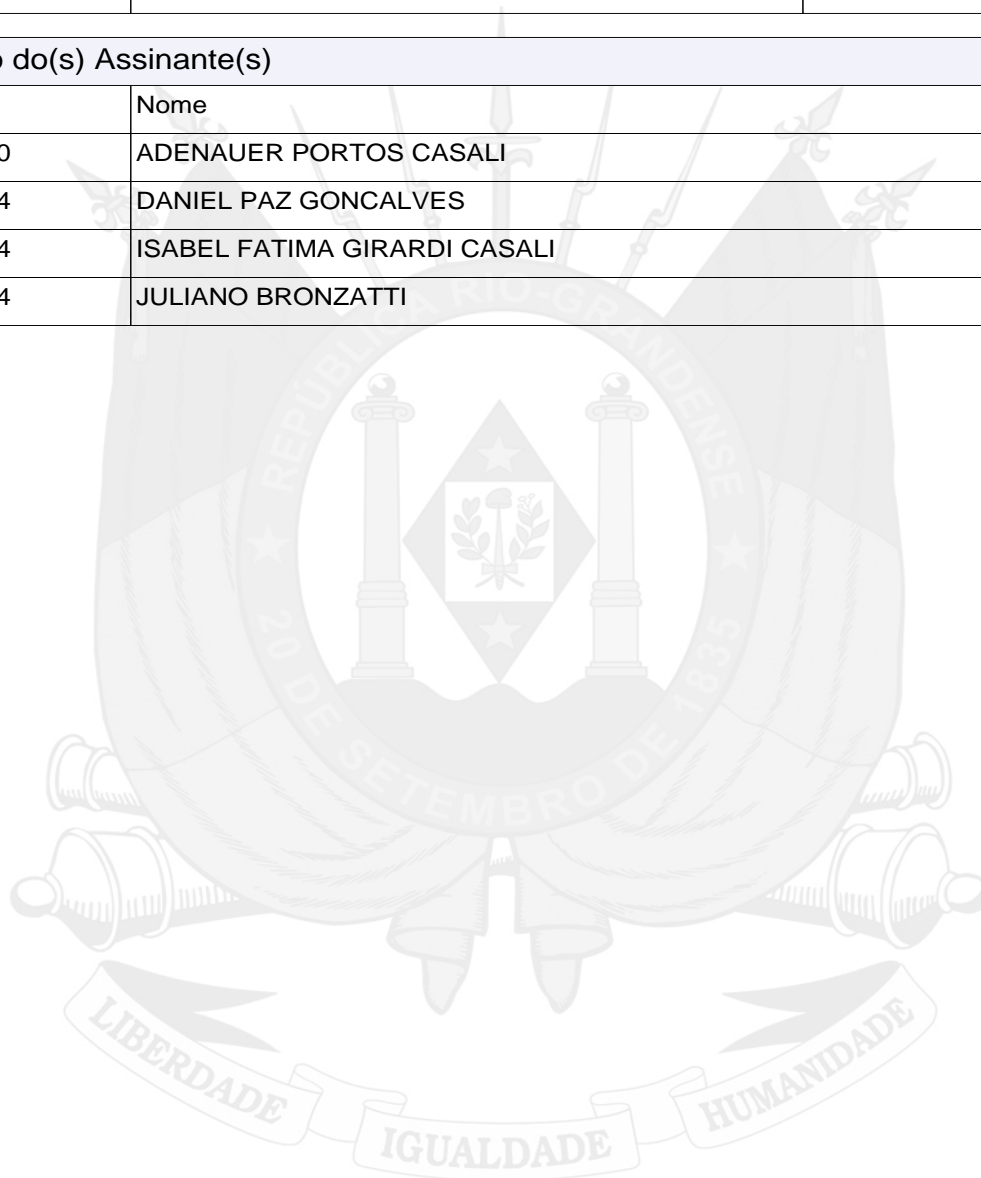 o do(s) Assinante(s)
Nome
0 ADENAUER PORTOS CASALI
4 DANIEL PAZ GONCALVES
4 ISABEL FATIMA GIRARDI CASALI
4 JULIANO BRONZATTI
REPÚBLICA RIO-GRANDENSE
★ 20 DE SETEMBRO DE 1835 ★
LIBERDADE IGUALDADE HUMANIDADE